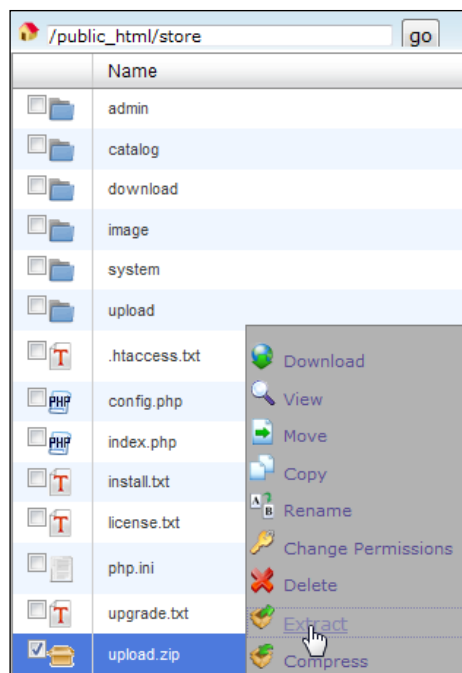 /public_html/store
go
Name
admin
catalog
download
image
system
upload
.htaccess.txt
config.php
index.php
install.txt
license.txt
php.ini
upgrade.txt
upload.zip
Download
View
Move
Copy
Rename
Change Permissions
Delete
Extract
Compress